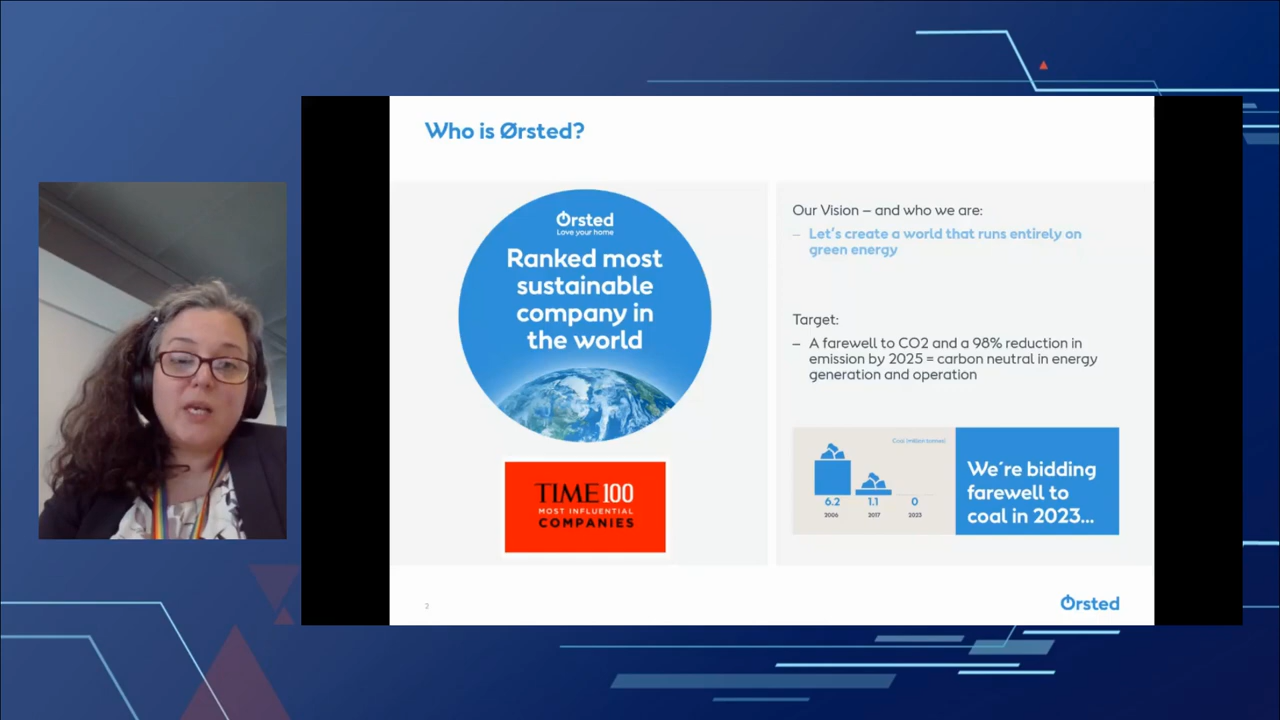 Who is Ørsted?
Ørsted
Love your home
Ranked most
sustainable
company in
the world
TIME100
MOST INFLUENTIAL
COMPANIES
Our Vision – and who we are:
– Let's create a world that runs entirely on
green energy
Target:
– A farewell to CO2 and a 98% reduction in
emission by 2025 = carbon neutral in energy
generation and operation
Coal (million tonnes)
6.2 1.1 0
2006 2017 2023
We´re bidding
farewell to
coal in 2023...
2
Ørsted